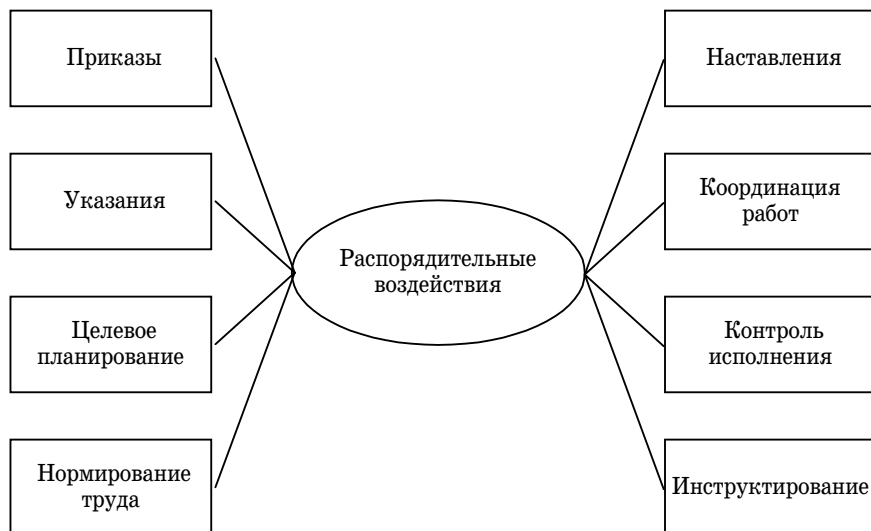 Приказы
Указания
Целевое
планирование
Нормирование
труда
Распорядительные
воздействия
Наставления
Координация
работ
Контроль
исполнения
Инструктирование